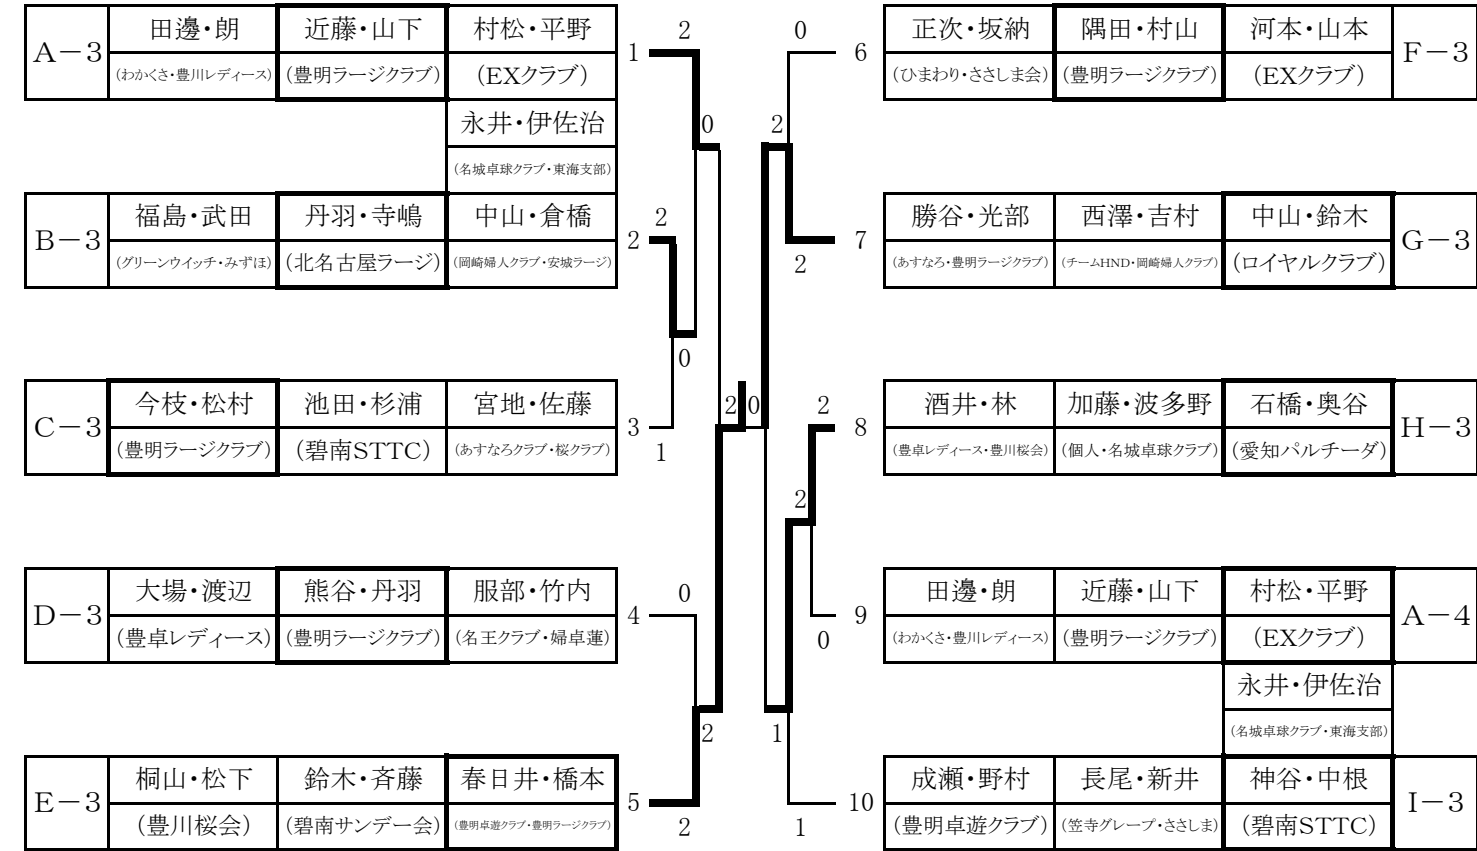 A－3 田邊・朗 近藤・山下 村松・平野
(わかくさ・豊川レディース) (豊明ラージクラブ) (EXクラブ)
永井・伊佐治
(名城卓球クラブ・東海支部)
B－3 福島・武田 丹羽・寺嶋 中山・倉橋
(グリーンウイッチ・みずほ) (北名古屋ラージ) (岡崎婦人クラブ・安城ラージ)
C－3 今枝・松村 池田・杉浦 宮地・佐藤
(豊明ラージクラブ) (碧南STTC) (あすなろクラブ・桜クラブ)
D－3 大場・渡辺 熊谷・丹羽 服部・竹内
(豊卓レディース) (豊明ラージクラブ) (名王クラブ・婦卓蓮)
E－3 桐山・松下 鈴木・斉藤 春日井・橋本
(豊川桜会) (碧南サンデー会) (豊明卓遊クラブ・豊明ラージクラブ)
2
1
0
2
2
0
3
1
0
4
2
5
2
2 0
0
6
2
7
2
2
8
2
9
0
1
10
1
正次・坂納 隅田・村山 河本・山本 F－3
(ひまわり・ささしま会) (豊明ラージクラブ) (EXクラブ)
勝谷・光部 西澤・吉村 中山・鈴木 G－3
(あすなろ・豊明ラージクラブ) (チームHND・岡崎婦人クラブ) (ロイヤルクラブ)
酒井・林 加藤・波多野 石橋・奥谷 H－3
(豊卓レディース・豊川桜会) (個人・名城卓球クラブ) (愛知パルチーダ)
田邊・朗 近藤・山下 村松・平野 A－4
(わかくさ・豊川レディース) (豊明ラージクラブ) (EXクラブ)
永井・伊佐治
(名城卓球クラブ・東海支部)
成瀬・野村 長尾・新井 神谷・中根 I－3
(豊明卓遊クラブ) (笠寺グレープ・ささしま) (碧南STTC)